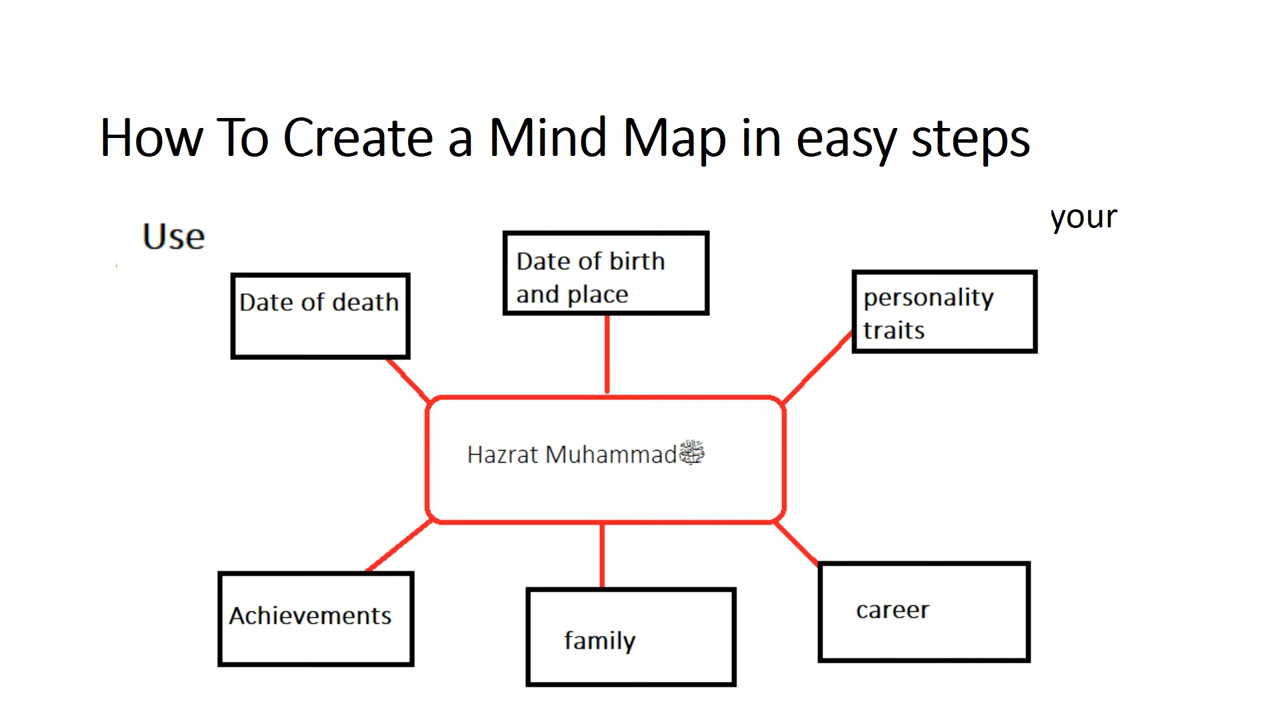 How To Create a Mind Map in easy steps
Use
your
Date of death
Date of birth
and place
personality
traits
Hazrat Muhammadﷺ
Achievements
family
career